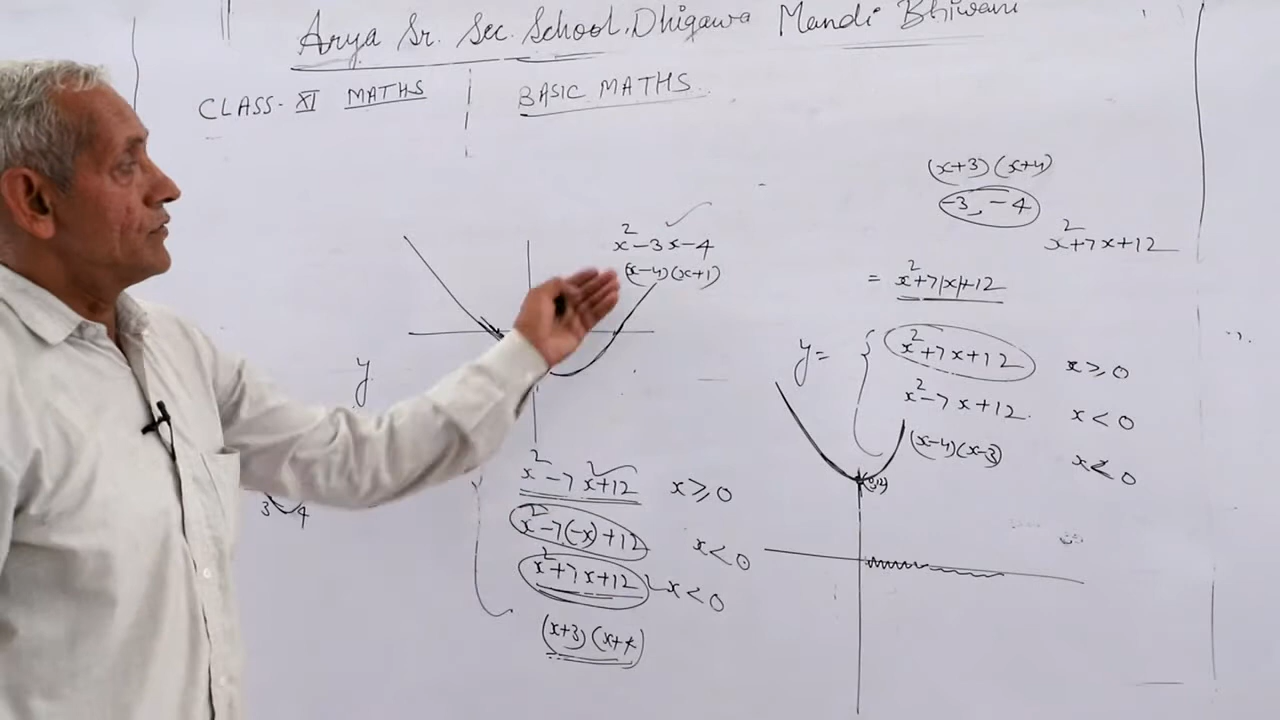 Arya Sr. Sec. School, Dhigawa Mandi Bhiwani
CLASS - XI MATHS
BASIC MATHS
x² - 3x - 4
(x-4)(x+1)
y
3 4
x² - 7x + 12 x ≥ 0
x² - 7(-x) + 12 x < 0
x² + 7x + 12 x < 0
(x+3)(x+
(x+3)(x+4)
-3, -4
x² + 7x + 12
= x² + 7|x| + 12
y = { x² + 7x + 12 x ≥ 0
x² - 7x + 12. x < 0
(x-4)(x-3) x < 0
(0,12)